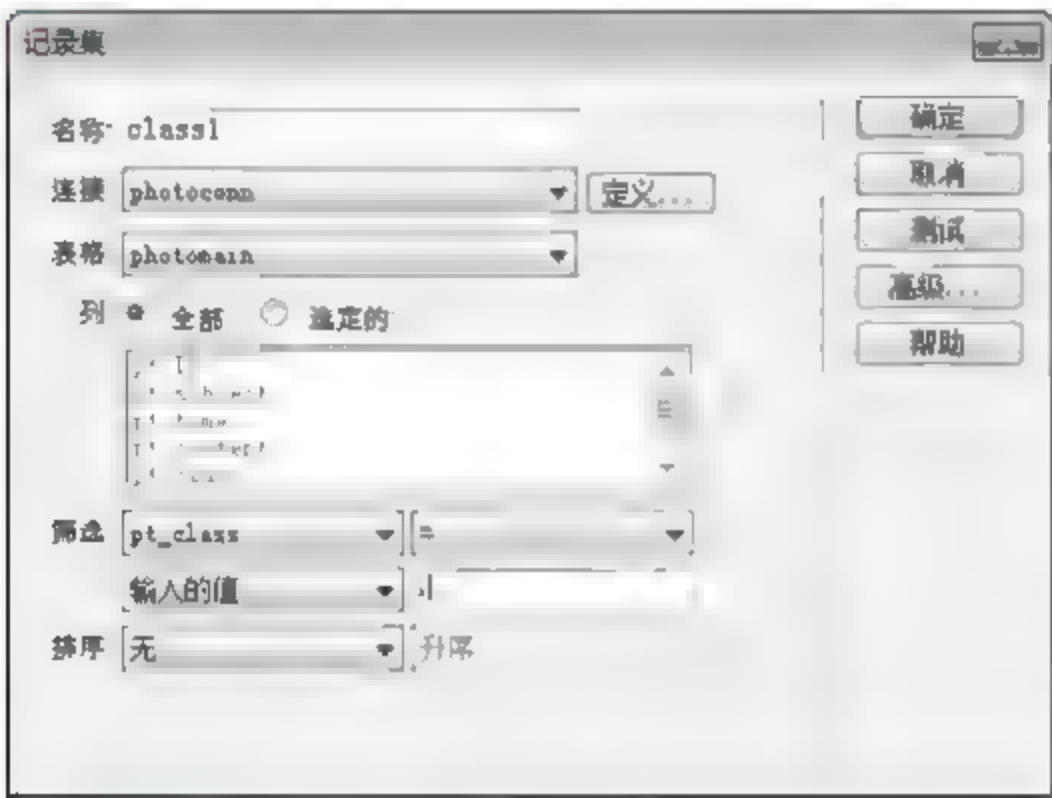 记录集
名称 class1
确定
连接 photoconn 定义...
取消
表格 photomain
测试
列 全部 选定的
高级...
帮助
筛选 pt_class =
输入的值 1
排序 无 升序